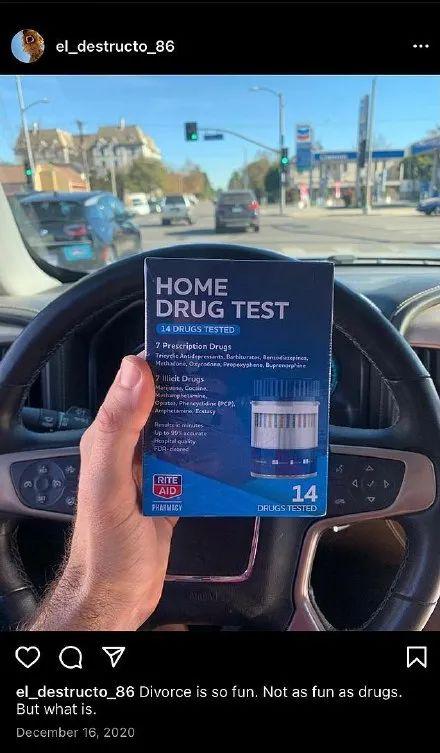 el_destructo_86
HOME
DRUG TEST
14 DRUGS TESTED
7 Prescription Drugs
Tricyclic Antidepressants, Barbiturates, Benzodiazepines,
Methadone, Oxycodone, Propoxyphene, Buprenorphine
7 Illicit Drugs
Marijuana, Cocaine,
Methamphetamine,
Opiates, Phencyclidine (PCP),
Amphetamine, Ecstasy
Results in minutes
Up to 99% accurate
Hospital quality
FDA-cleared
RITE
AID
PHARMACY
14
DRUGS TESTED
el_destructo_86 Divorce is so fun. Not as fun as drugs.
But what is.
December 16, 2020